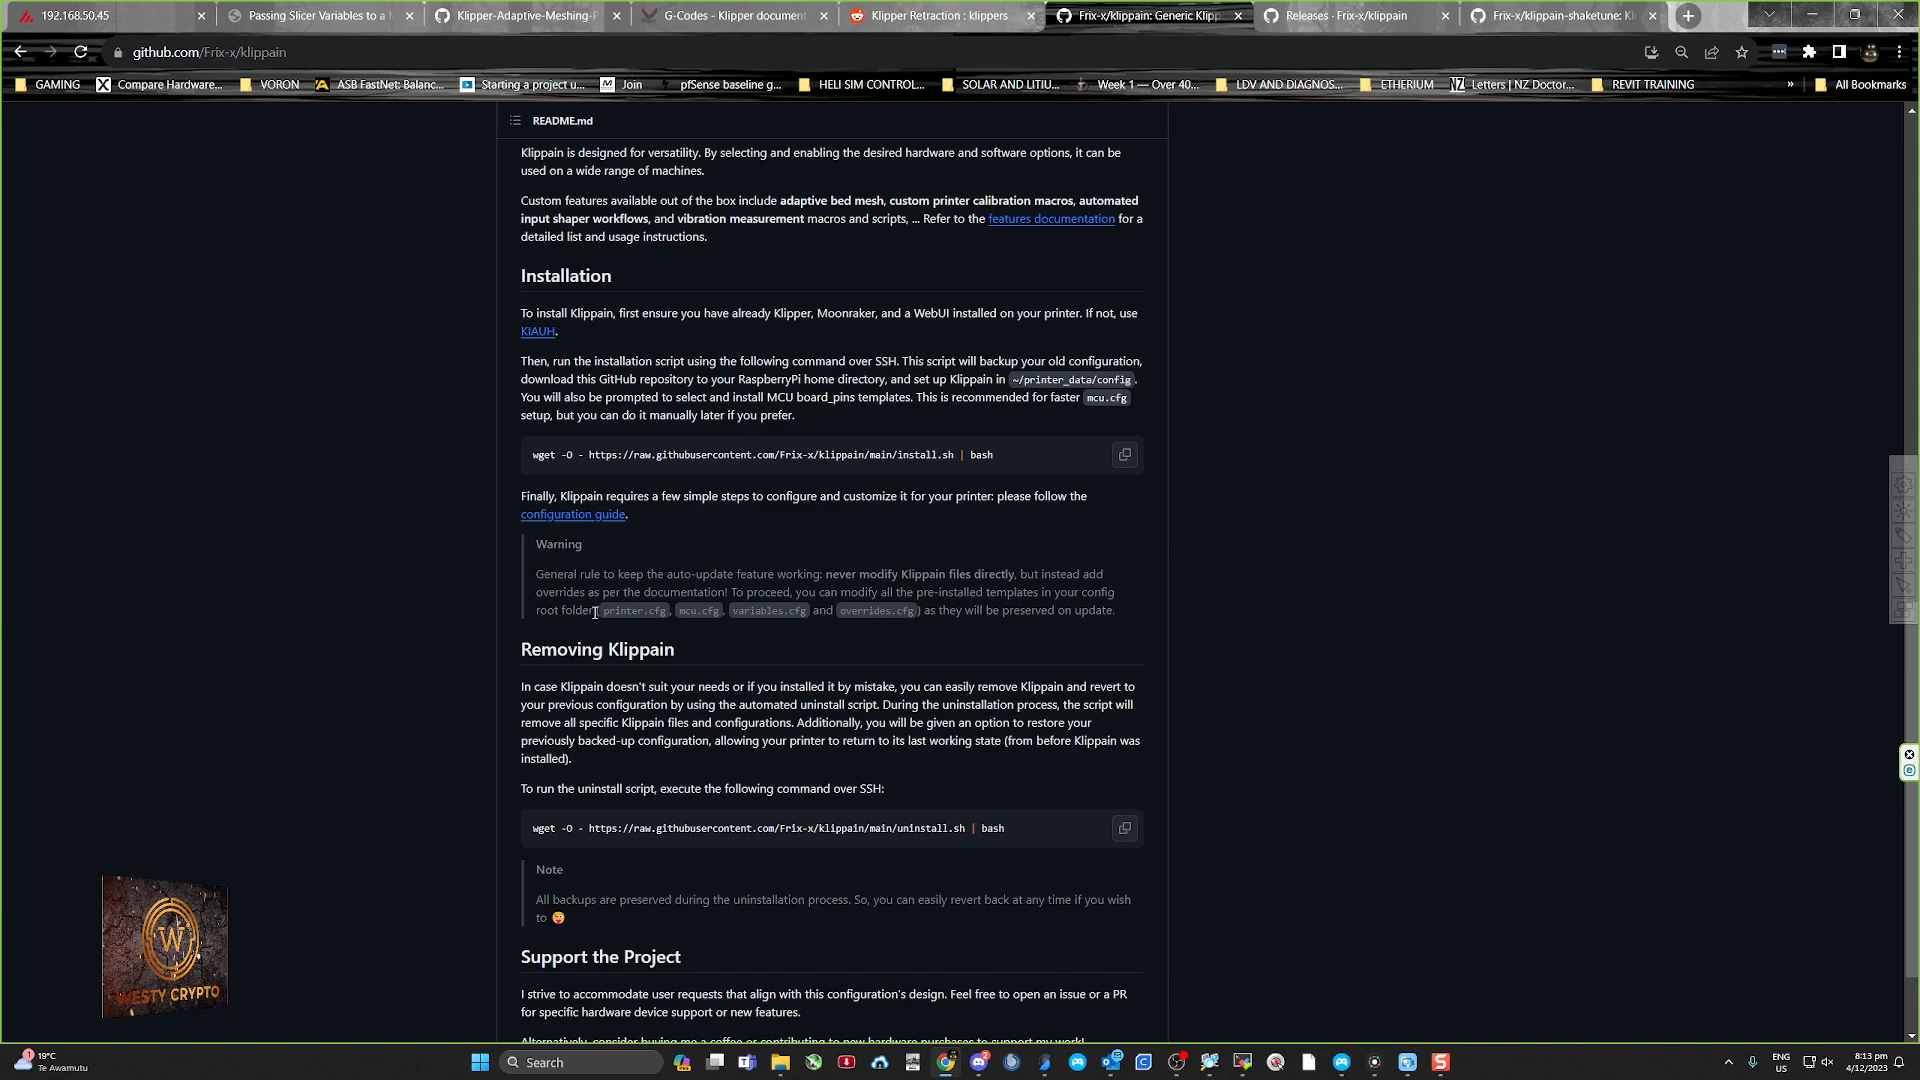 192.168.50.45
Passing Slicer Variables to a
Klipper-Adaptive-Meshing-P
G-Codes - Klipper document
Klipper Retraction : klippers
Frix-x/klippain: Generic Klipp
Releases · Frix-x/klippain
Frix-x/klippain-shaketune: Kl
github.com/Frix-x/klippain
GAMING
Compare Hardware...
VORON
ASB FastNet: Balanc...
Starting a project u...
Join
pfSense baseline g...
HELI SIM CONTROL...
SOLAR AND LITIU...
Week 1 — Over 40...
LDV AND DIAGNOS...
ETHERIUM
Letters | NZ Doctor...
REVIT TRAINING
»
All Bookmarks
README.md
Klippain is designed for versatility. By selecting and enabling the desired hardware and software options, it can be
used on a wide range of machines.
Custom features available out of the box include adaptive bed mesh, custom printer calibration macros, automated
input shaper workflows, and vibration measurement macros and scripts, ... Refer to the features documentation for a
detailed list and usage instructions.
Installation
To install Klippain, first ensure you have already Klipper, Moonraker, and a WebUI installed on your printer. If not, use
KIAUH.
Then, run the installation script using the following command over SSH. This script will backup your old configuration,
download this GitHub repository to your RaspberryPi home directory, and set up Klippain in ~/printer_data/config.
You will also be prompted to select and install MCU board_pins templates. This is recommended for faster mcu.cfg
setup, but you can do it manually later if you prefer.
wget -O - https://raw.githubusercontent.com/Frix-x/klippain/main/install.sh | bash
Finally, Klippain requires a few simple steps to configure and customize it for your printer: please follow the
configuration guide.
Warning
General rule to keep the auto-update feature working: never modify Klippain files directly, but instead add
overrides as per the documentation! To proceed, you can modify all the pre-installed templates in your config
root folder printer.cfg, mcu.cfg, variables.cfg and overrides.cfg) as they will be preserved on update.
Removing Klippain
In case Klippain doesn't suit your needs or if you installed it by mistake, you can easily remove Klippain and revert to
your previous configuration by using the automated uninstall script. During the uninstallation process, the script will
remove all specific Klippain files and configurations. Additionally, you will be given an option to restore your
previously backed-up configuration, allowing your printer to return to its last working state (from before Klippain was
installed).
To run the uninstall script, execute the following command over SSH:
wget -O - https://raw.githubusercontent.com/Frix-x/klippain/main/uninstall.sh | bash
Note
All backups are preserved during the uninstallation process. So, you can easily revert back at any time if you wish
to 😜
Support the Project
I strive to accommodate user requests that align with this configuration's design. Feel free to open an issue or a PR
for specific hardware device support or new features.
Alternatively, consider buying me a coffee or contributing to new hardware purchases to support my work!
W
WESTY CRYPTO
1
19°C
Te Awamutu
Search
2
ENG
US
8:13 pm
4/12/2023